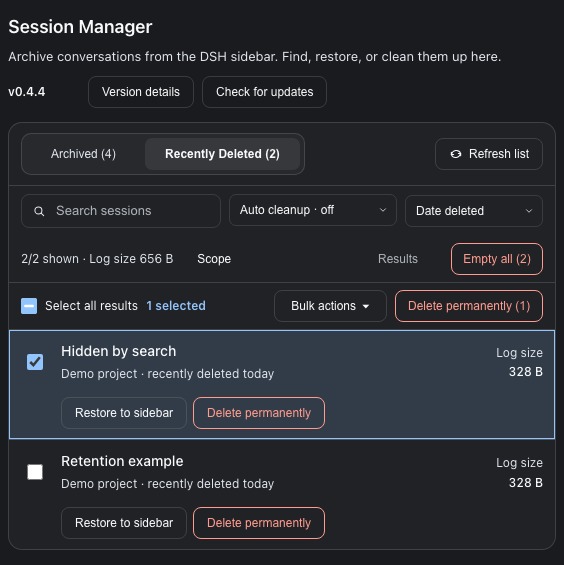 Session Manager
Archive conversations from the DSH sidebar. Find, restore, or clean them up here.
v0.4.4 Version details Check for updates
Archived (4) Recently Deleted (2) Refresh list
Search sessions Auto cleanup · off Date deleted
2/2 shown · Log size 656 B Scope Results Empty all (2)
Select all results 1 selected Bulk actions Delete permanently (1)
Hidden by search Log size
Demo project · recently deleted today 328 B
Restore to sidebar Delete permanently
Retention example Log size
Demo project · recently deleted today 328 B
Restore to sidebar Delete permanently